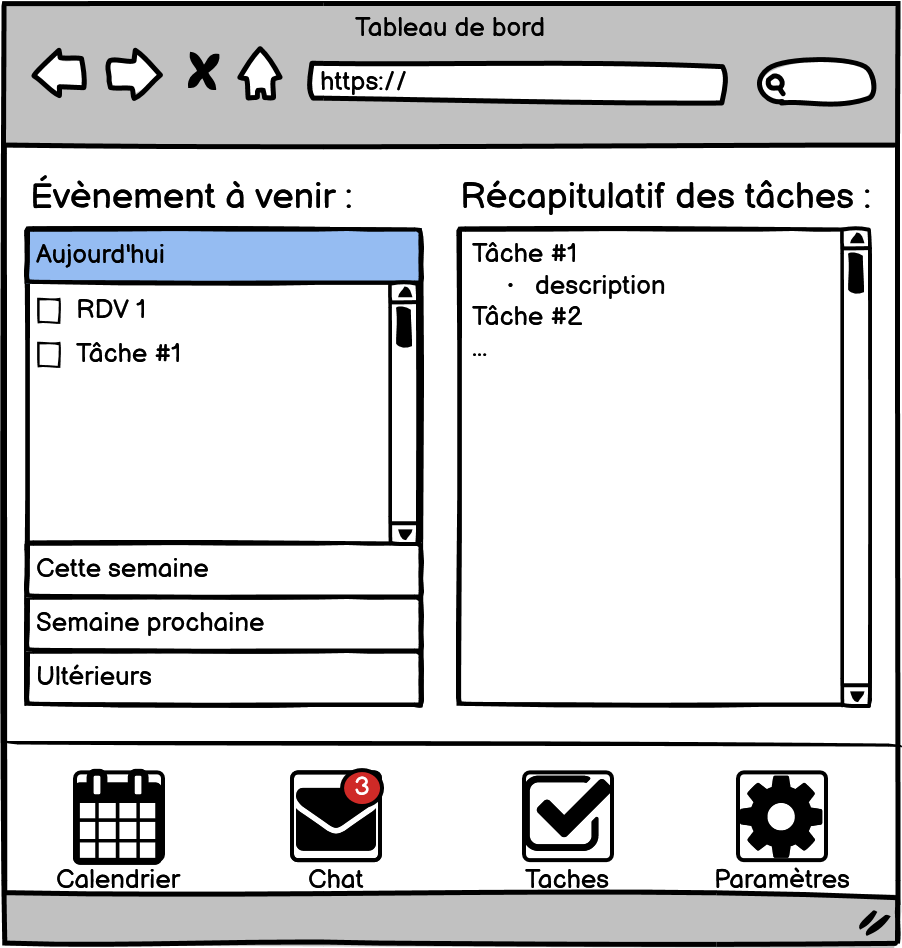 Tableau de bord
https://
Évènement à venir :
Aujourd'hui
RDV 1
Tâche #1
Cette semaine
Semaine prochaine
Ultérieurs
Récapitulatif des tâches :
Tâche #1
· description
Tâche #2
...
Calendrier
3
Chat
Taches
Paramètres